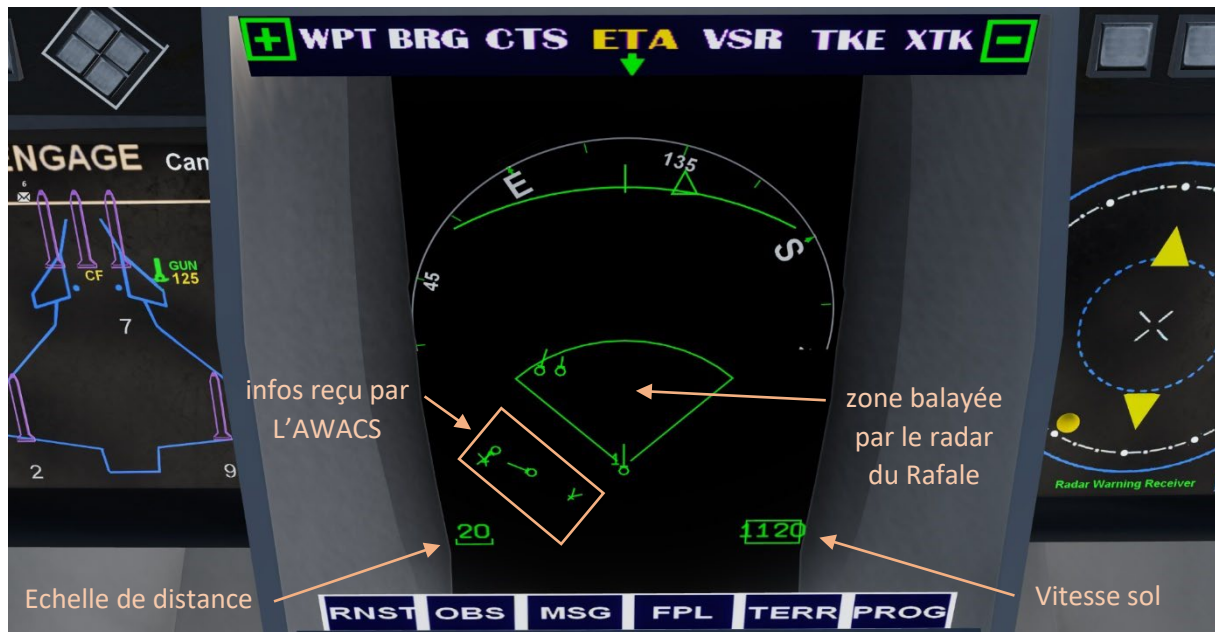 + WPT BRG CTS ETA VSR TKE XTK −
ENGAGE Can
6
CF
GUN
125
7
2
9
135
E
S
45
infos reçu par
L'AWACS
zone balayée
par le radar
du Rafale
1
20
1120
Radar Warning Receiver
Echelle de distance
Vitesse sol
RNST OBS MSG FPL TERR PROG